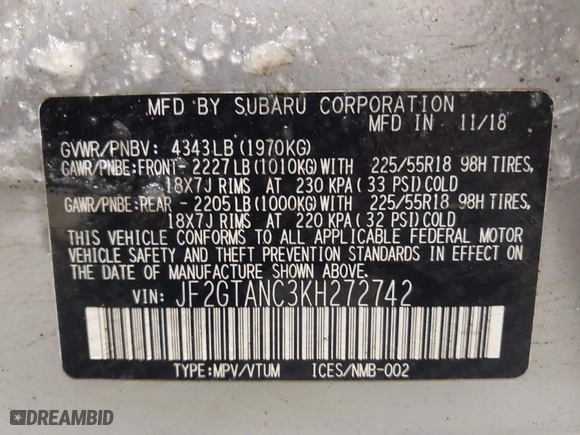 MFD BY SUBARU CORPORATION
MFD IN 11/18
GVWR/PNBV: 4343LB(1970KG)
GAWR/PNBE:FRONT- 2227LB(1010KG)WITH 225/55R18 98H TIRES,
18X7J RIMS AT 230 KPA(33 PSI)COLD
GAWR/PNBE:REAR - 2205LB(1000KG)WITH 225/55R18 98H TIRES,
18X7J RIMS AT 220 KPA(32 PSI)COLD
THIS VEHICLE CONFORMS TO ALL APPLICABLE FEDERAL MOTOR
VEHICLE SAFETY AND THEFT PREVENTION STANDARDS IN EFFECT ON
THE DATE OF MANUFACTURE SHOWN ABOVE.
VIN: JF2GTANC3KH272742
TYPE:MPV/VTUM ICES/NMB-002
DREAMBID